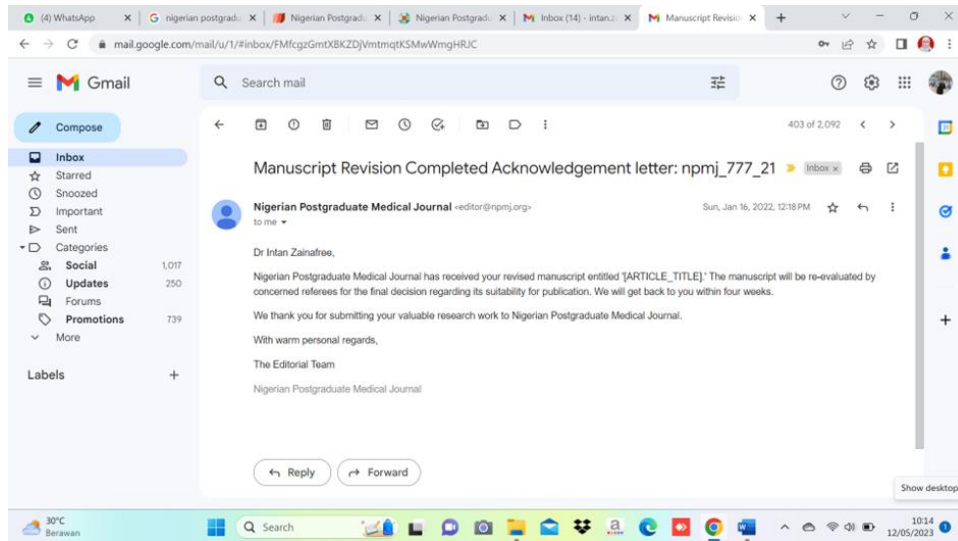 (4) WhatsApp
nigerian postgradu
Nigerian Postgradu
Nigerian Postgradu
Inbox (14) - intan.z
Manuscript Revisio
mail.google.com/mail/u/1/#inbox/FMfcgzGmtXBKZDjVmtmqtKSMwWmgHRJC
Gmail
Search mail
Compose
403 of 2,092
Inbox
Starred
Snoozed
Important
Sent
Categories
Social 1,017
Updates 250
Forums
Promotions 739
More
Labels
Manuscript Revision Completed Acknowledgement letter: npmj_777_21 Inbox x
Nigerian Postgraduate Medical Journal <editor@npmj.org> Sun, Jan 16, 2022, 12:18 PM
to me
Dr Intan Zainafree,
Nigerian Postgraduate Medical Journal has received your revised manuscript entitled '[ARTICLE_TITLE].' The manuscript will be re-evaluated by
concerned referees for the final decision regarding its suitability for publication. We will get back to you within four weeks.
We thank you for submitting your valuable research work to Nigerian Postgraduate Medical Journal.
With warm personal regards,
The Editorial Team
Nigerian Postgraduate Medical Journal
Reply Forward
Show desktop
30°C
Berawan
Search
10:14
12/05/2023